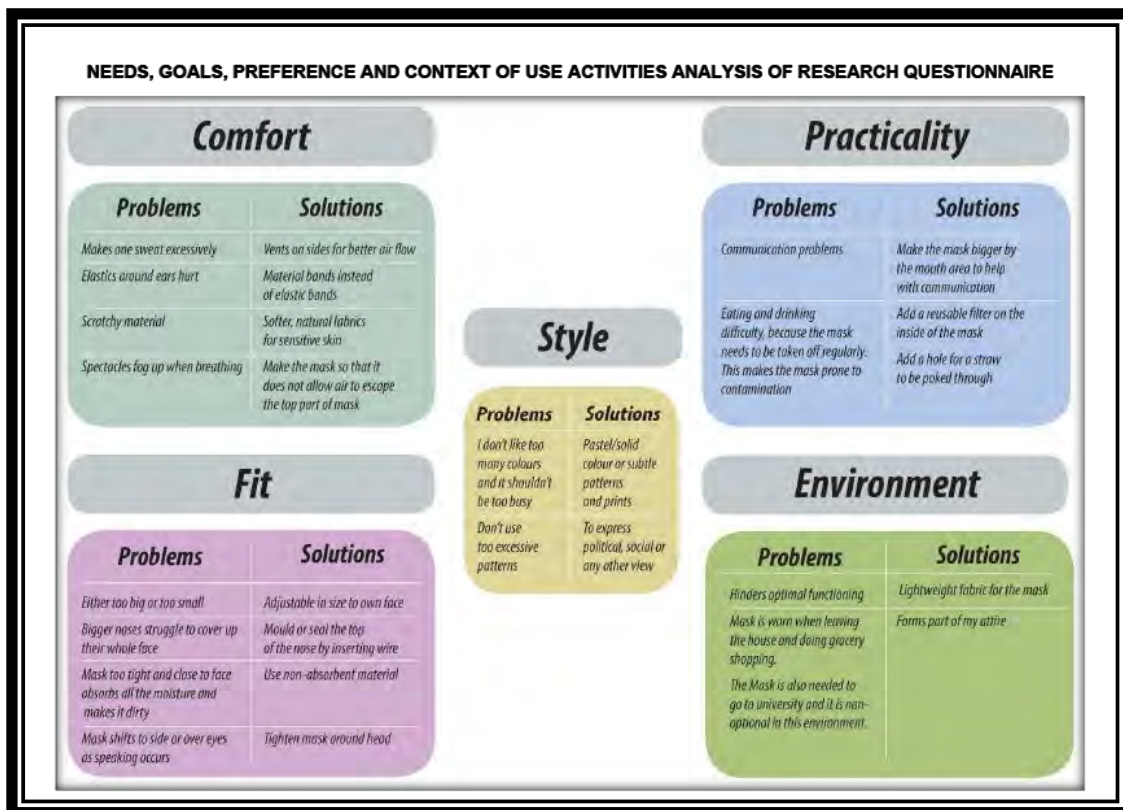 NEEDS, GOALS, PREFERENCE AND CONTEXT OF USE ACTIVITIES ANALYSIS OF RESEARCH QUESTIONNAIRE
Comfort
Problems
Solutions
Makes one sweat excessively
Vents on sides for better air flow
Elastics around ears hurt
Material bands instead
of elastic bands
Scratchy material
Softer, natural fabrics
for sensitive skin
Spectacles fog up when breathing
Make the mask so that it
does not allow air to escape
the top part of mask
Fit
Problems
Solutions
Either too big or too small
Adjustable in size to own face
Bigger noses struggle to cover up
their whole face
Mould or seal the top
of the nose by inserting wire
Mask too tight and close to face
absorbs all the moisture and
makes it dirty
Use non-absorbent material
Mask shifts to side or over eyes
as speaking occurs
Tighten mask around head
Style
Problems
Solutions
I don't like too
many colours
and it shouldn't
be too busy
Pastel/solid
colour or subtle
patterns
and prints
Don't use
too excessive
patterns
To express
political, social or
any other view
Practicality
Problems
Solutions
Communication problems
Make the mask bigger by
the mouth area to help
with communication
Eating and drinking
difficulty, because the mask
needs to be taken off regularly.
This makes the mask prone to
contamination
Add a reusable filter on the
inside of the mask
Add a hole for a straw
to be poked through
Environment
Problems
Solutions
Hinders optimal functioning
Lightweight fabric for the mask
Mask is worn when leaving
the house and doing grocery
shopping.
The Mask is also needed to
go to university and it is non-
optional in this environment.
Forms part of my attire